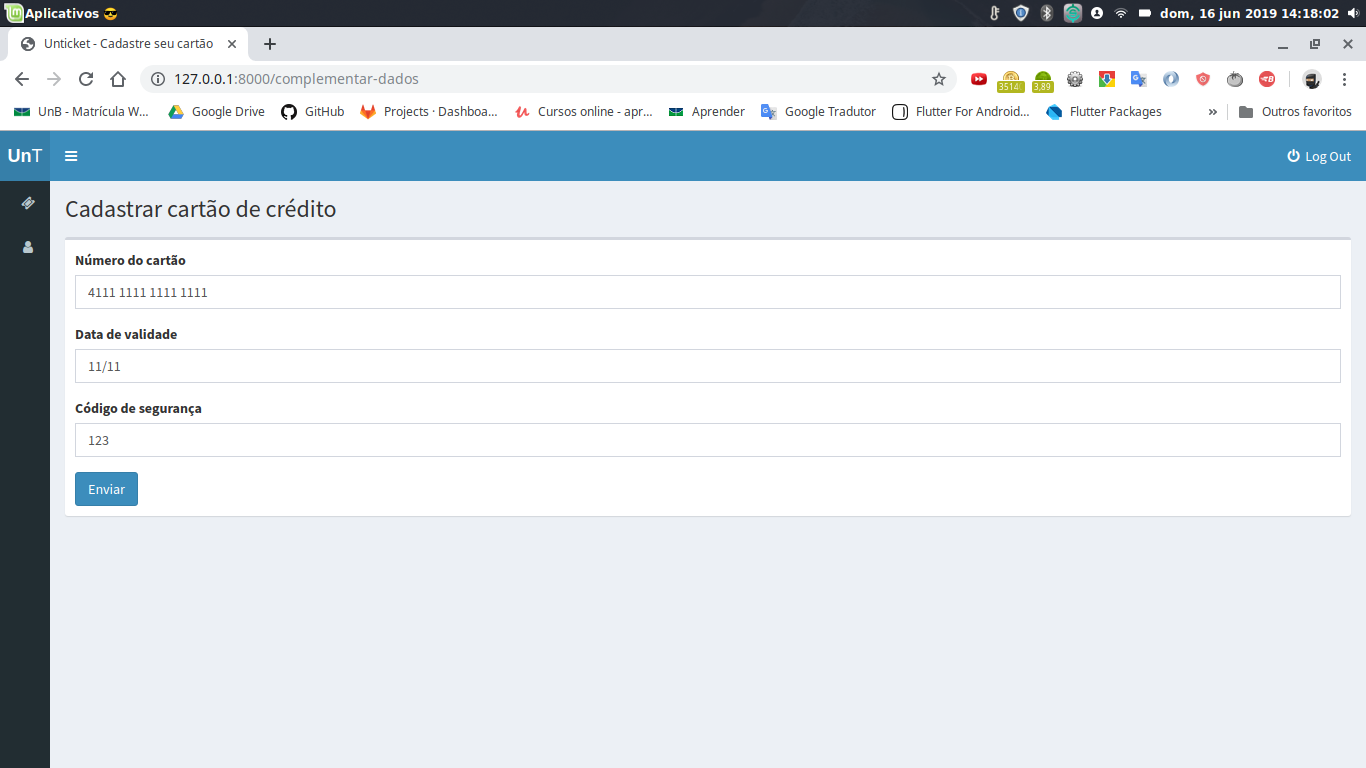 Aplicativos 😎 dom, 16 jun 2019 14:18:02
Unticket - Cadastre seu cartão
127.0.0.1:8000/complementar-dados
3514 3,89
UnB - Matrícula W... Google Drive GitHub Projects · Dashboa... Cursos online - apr... Aprender Google Tradutor Flutter For Android... Flutter Packages » Outros favoritos
UnT Log Out
Cadastrar cartão de crédito
Número do cartão
4111 1111 1111 1111
Data de validade
11/11
Código de segurança
123
Enviar